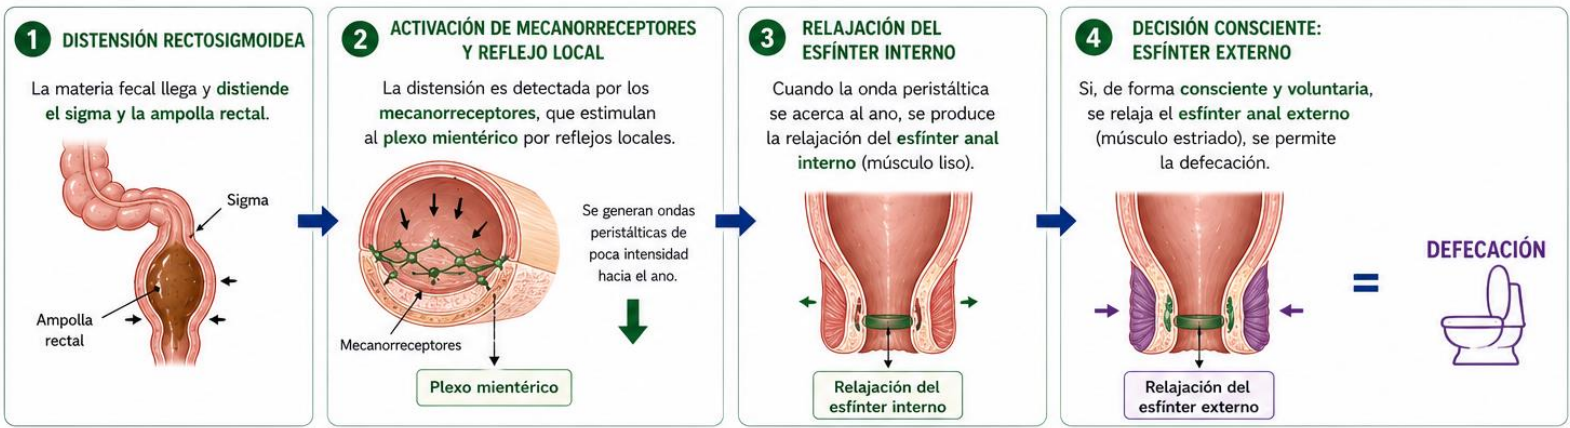 1 DISTENSIÓN RECTOSIGMOIDEA
La materia fecal llega y distiende
el sigma y la ampolla rectal.
Sigma
Ampolla
rectal
2 ACTIVACIÓN DE MECANORRECEPTORES
Y REFLEJO LOCAL
La distensión es detectada por los
mecanorreceptores, que estimulan
al plexo mientérico por reflejos locales.
Se generan ondas
peristálticas de
poca intensidad
hacia el ano.
Mecanorreceptores
Plexo mientérico
3 RELAJACIÓN DEL
ESFÍNTER INTERNO
Cuando la onda peristáltica
se acerca al ano, se produce
la relajación del esfínter anal
interno (músculo liso).
Relajación del
esfínter interno
4 DECISIÓN CONSCIENTE:
ESFÍNTER EXTERNO
Si, de forma consciente y voluntaria,
se relaja el esfínter anal externo
(músculo estriado), se permite
la defecación.
Relajación del
esfínter externo
=
DEFECACIÓN